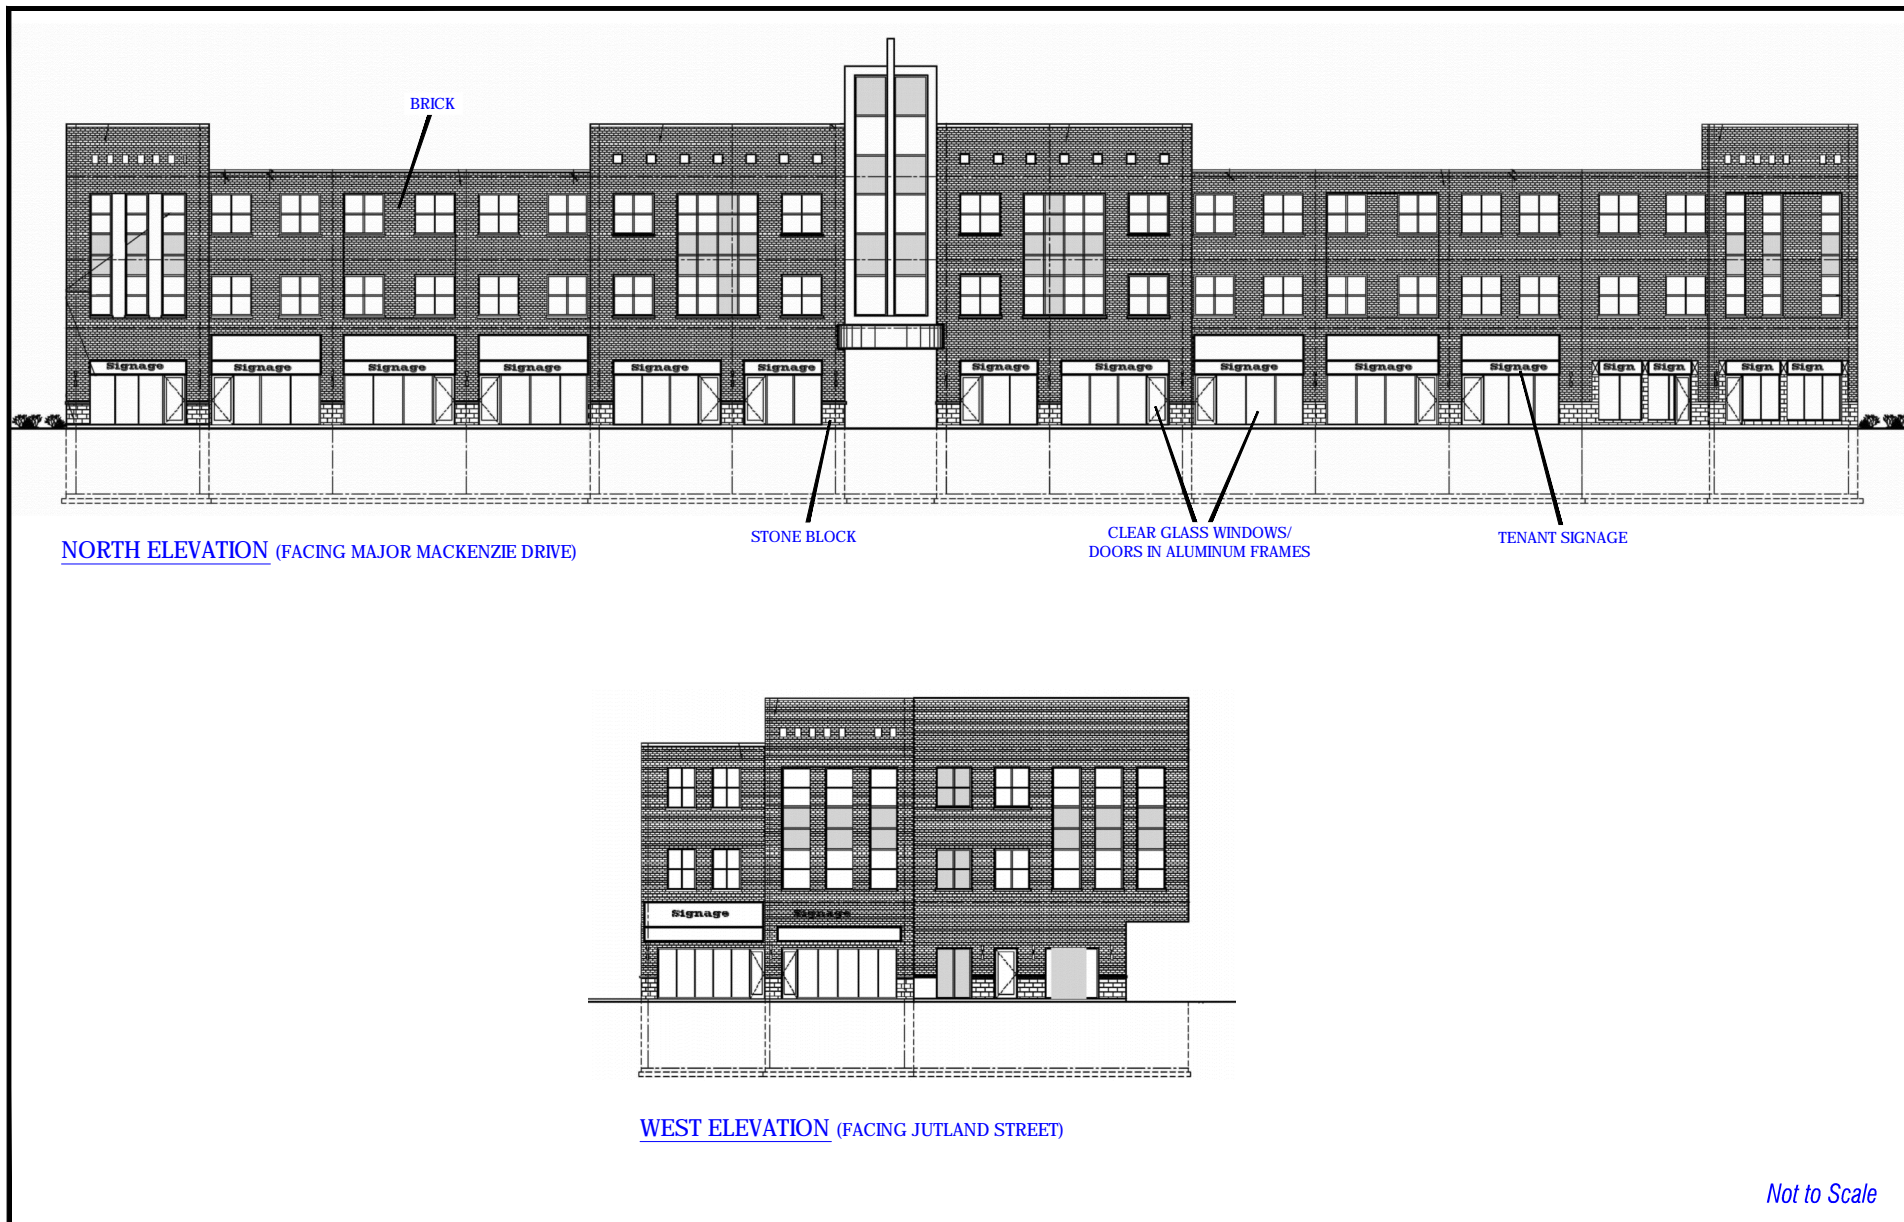 BRICK
Signage Signage Signage Signage Signage Signage Signage Signage Signage Signage Signage Sign Sign Sign Sign
STONE BLOCK
CLEAR GLASS WINDOWS/
DOORS IN ALUMINUM FRAMES
TENANT SIGNAGE
NORTH ELEVATION (FACING MAJOR MACKENZIE DRIVE)
Signage Signage
WEST ELEVATION (FACING JUTLAND STREET)
Not to Scale